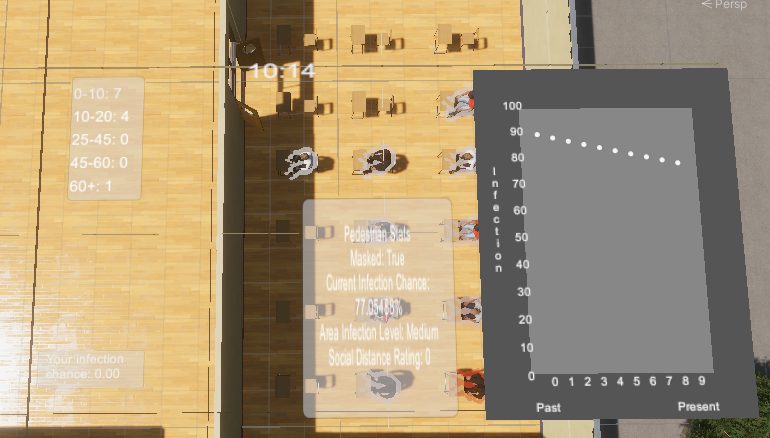 < Persp
10:14
0-10: 7
10-20: 4
25-45: 0
45-60: 0
60+: 1
Pedestrian Stats
Masked: True
Current Infection Chance:
Area Infection Level: Medium
Social Distance Rating: 0
Your infection
chance: 0.00
Infection
100
90
80
70
60
50
40
30
20
10
0
0 1 2 3 4 5 6 7 8 9
Past Present